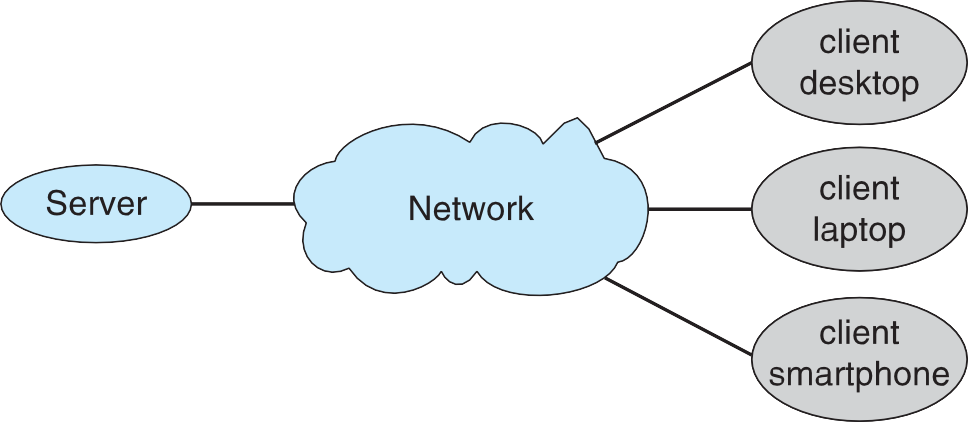 Server
Network
client
desktop
client
laptop
client
smartphone